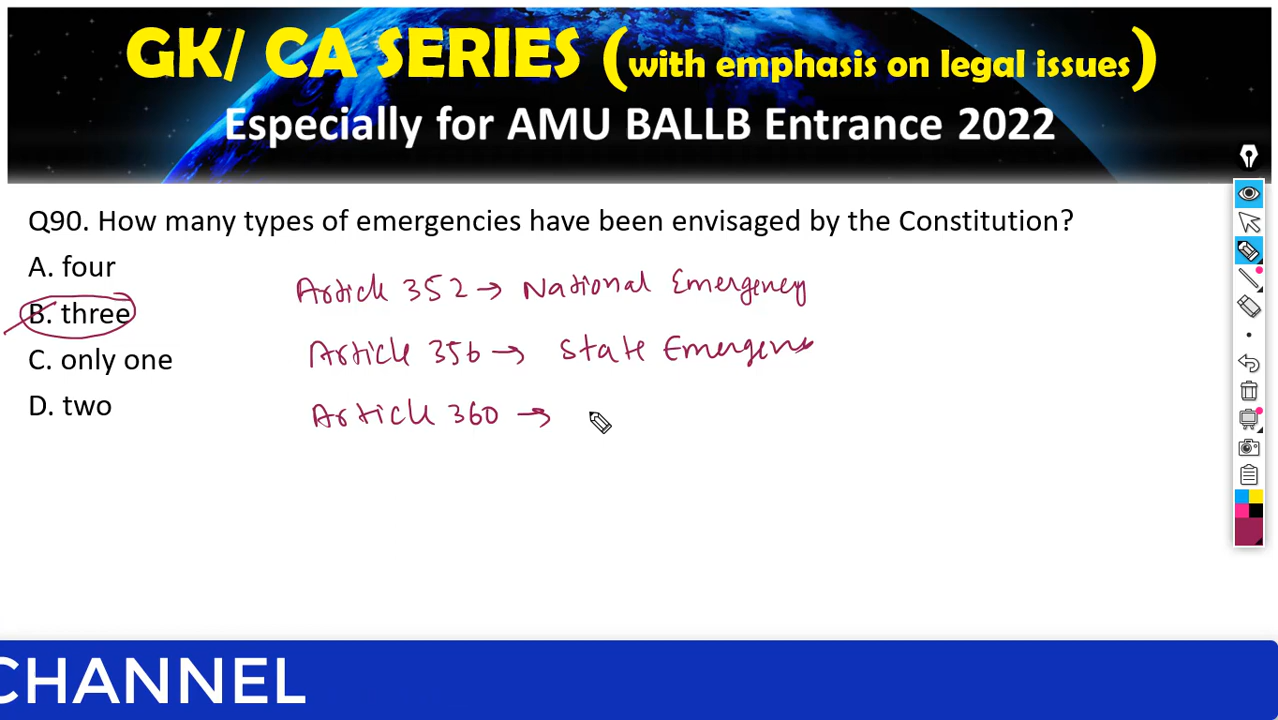 GK/ CA SERIES (with emphasis on legal issues)
Especially for AMU BALLB Entrance 2022
Q90. How many types of emergencies have been envisaged by the Constitution?
A. four
B. three
C. only one
D. two
Article 352 → National Emergency
Article 356 → State Emergency
Article 360 →
CHANNEL